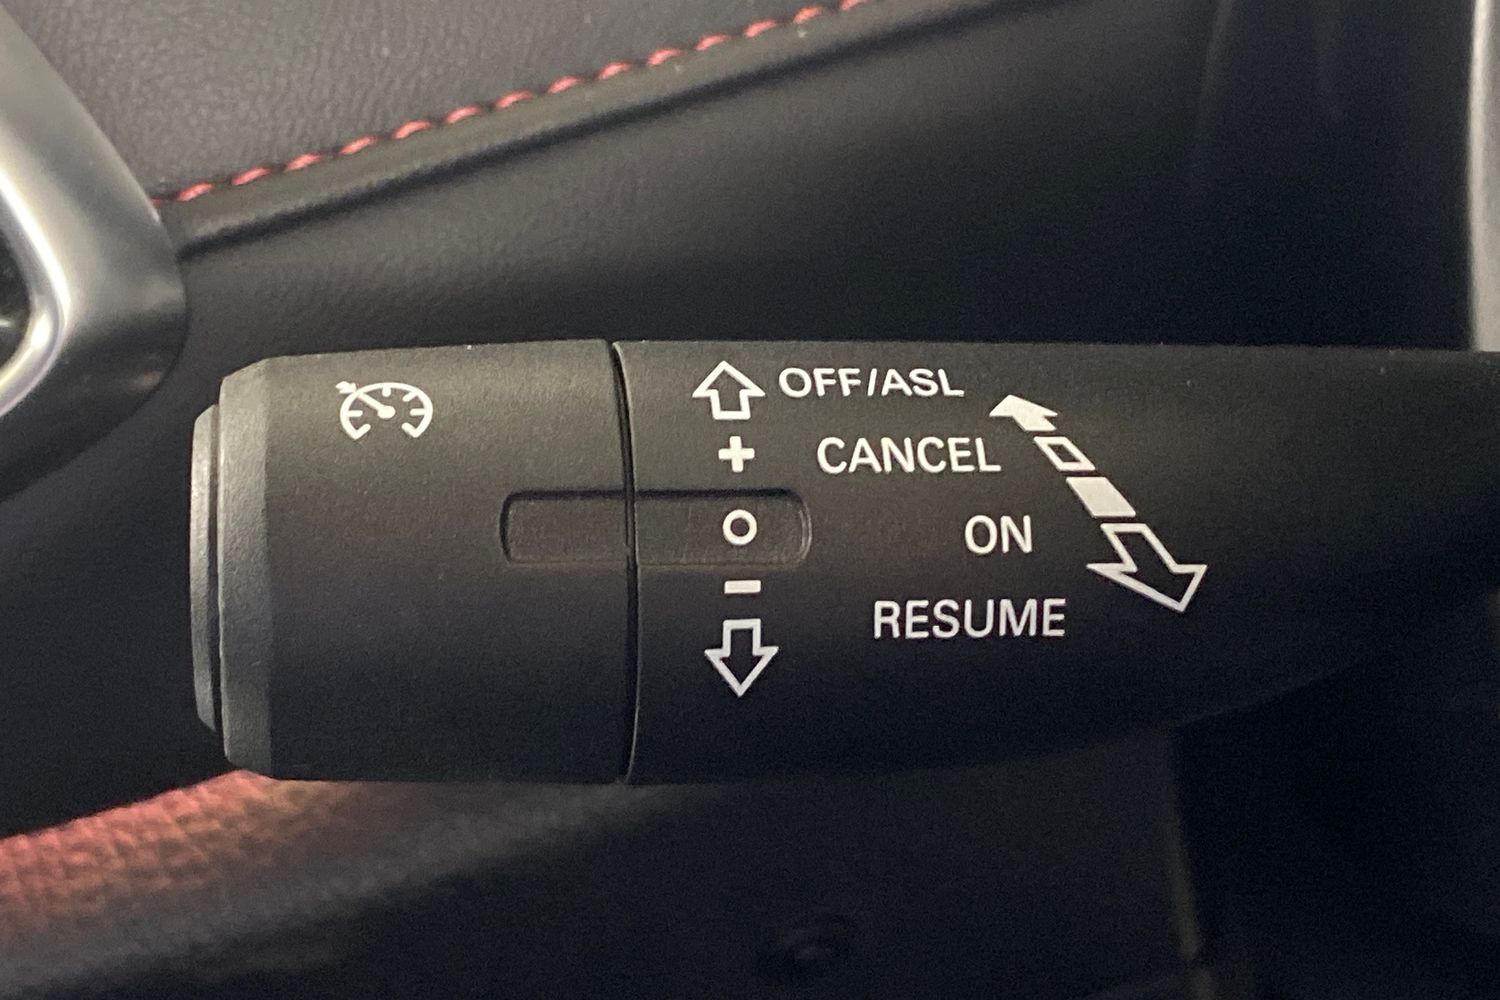 OFF/ASL
+ CANCEL
O ON
−
RESUME